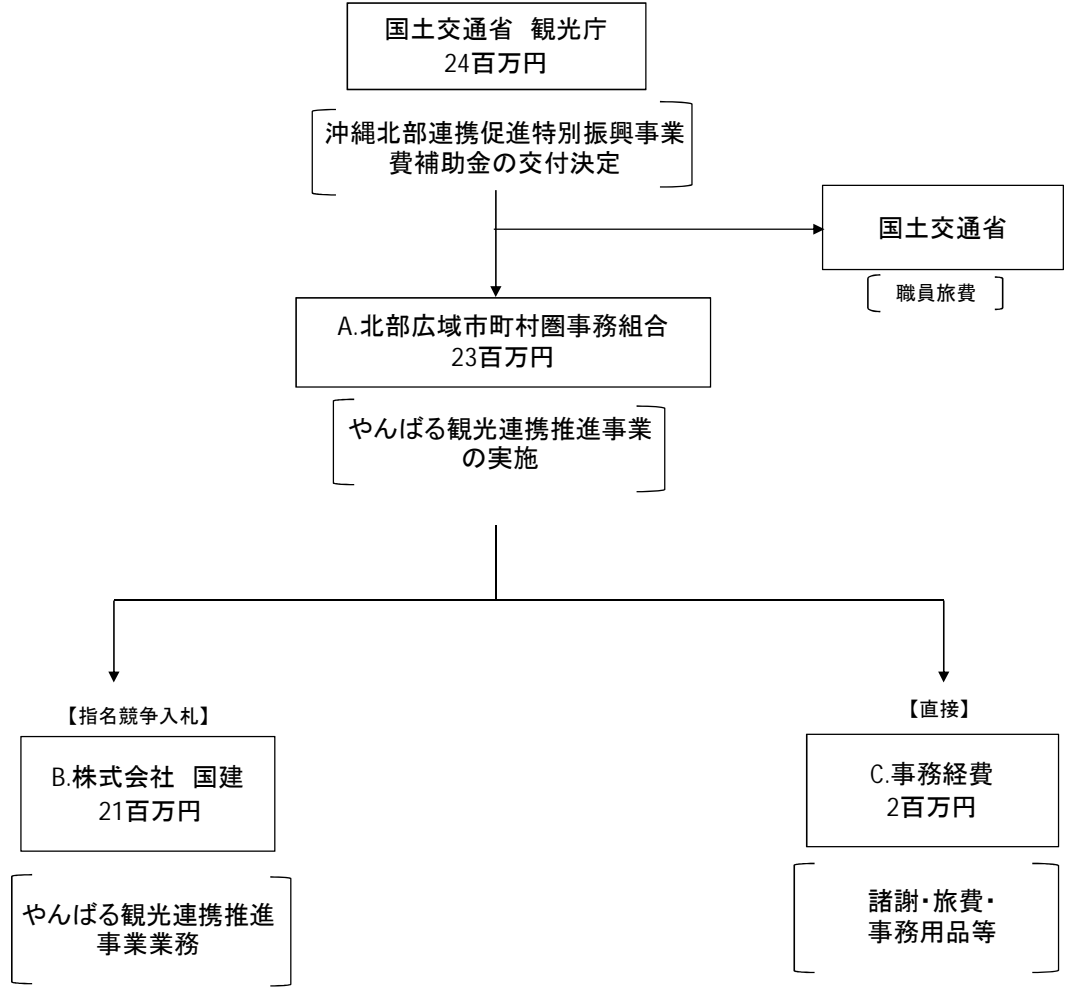 国土交通省　観光庁
24百万円
沖縄北部連携促進特別振興事業
費補助金の交付決定
国土交通省
職員旅費
A.北部広域市町村圏事務組合
23百万円
やんばる観光連携推進事業
の実施
【指名競争入札】
B.株式会社　国建
21百万円
やんばる観光連携推進
事業業務
【直接】
C.事務経費
2百万円
諸謝・旅費・
事務用品等